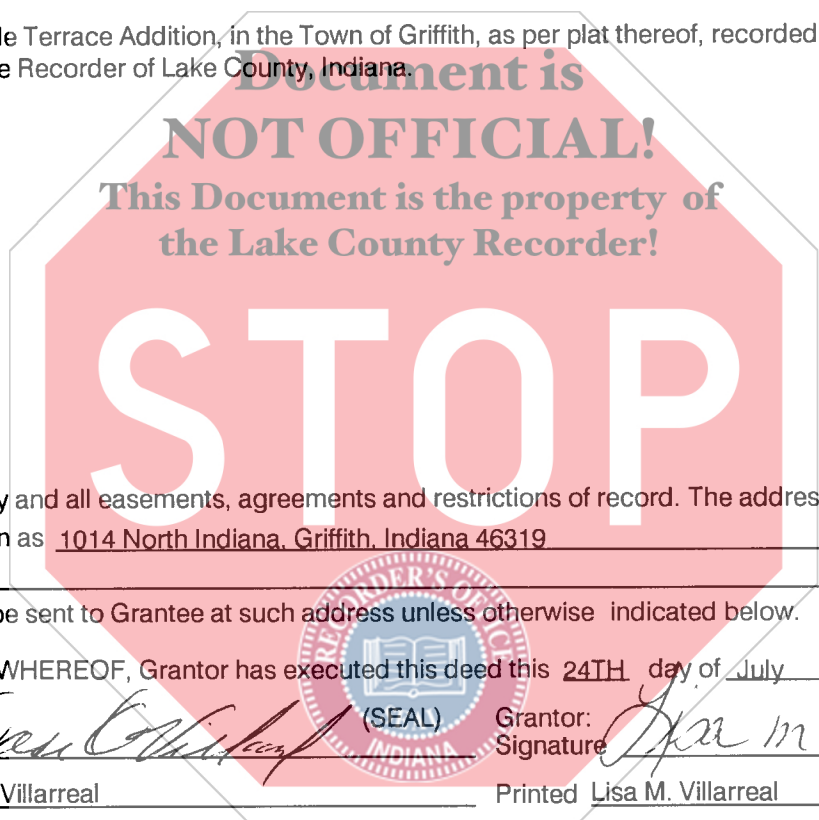 le Terrace Addition, in the Town of Griffith, as per plat thereof, recorded
e Recorder of Lake County, Indiana.
Document is
NOT OFFICIAL!
This Document is the property of
the Lake County Recorder!
STOP
y and all easements, agreements and restrictions of record. The addres
n as 1014 North Indiana, Griffith, Indiana 46319
be sent to Grantee at such address unless otherwise indicated below.
WHEREOF, Grantor has executed this deed this 24TH day of July
(SEAL) Grantor:
Signature Lisa M
Villarreal Printed Lisa M. Villarreal
RECORDER'S OFFICE
INDIANA